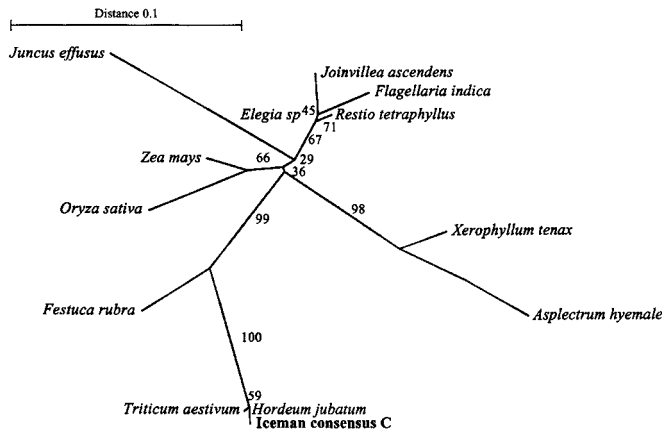 Distance 0.1
Juncus effusus
Joinvillea ascendens
Flagellaria indica
Elegia sp
45
Restio tetraphyllus
71
67
Zea mays
66
29
36
Oryza sativa
99
98
Xerophyllum tenax
Festuca rubra
Asplectrum hyemale
100
59
Triticum aestivum
Hordeum jubatum
Iceman consensus C